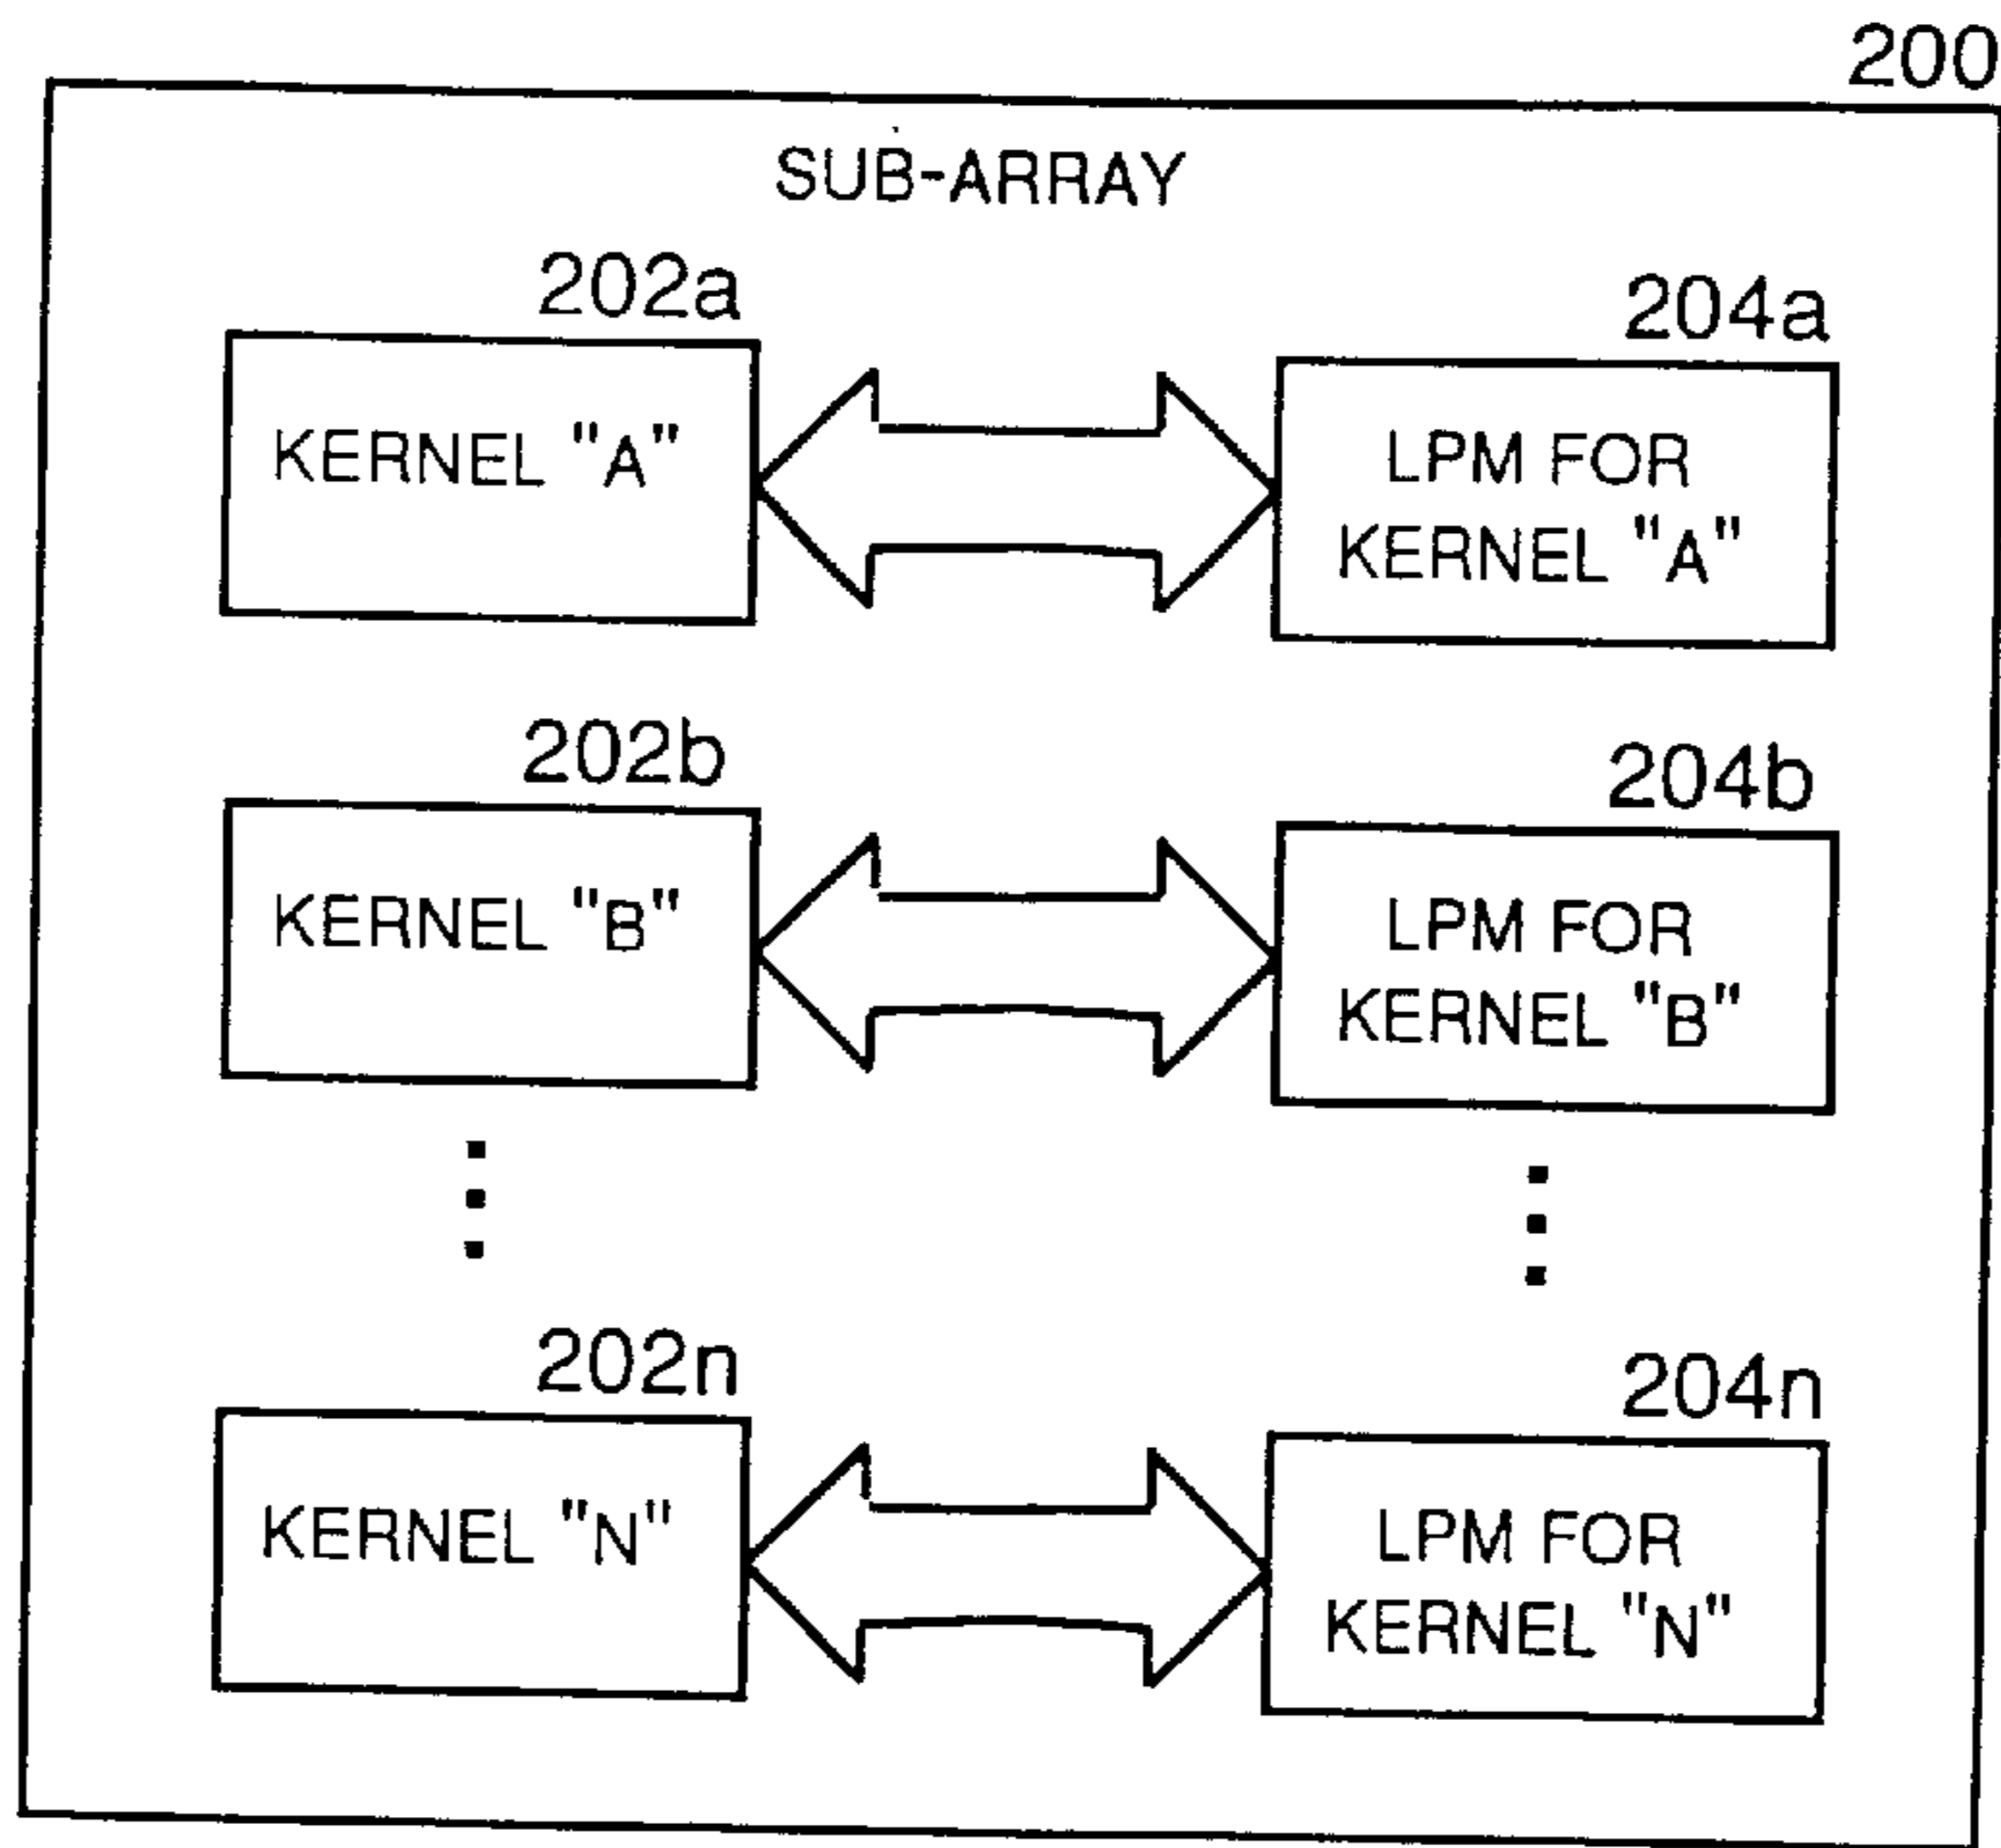 200
SUB-ARRAY
202a
204a
KERNEL "A"
LPM FOR
KERNEL "A"
202b
204b
KERNEL "B"
LPM FOR
KERNEL "B"
202n
204n
KERNEL "N"
LPM FOR
KERNEL "N"